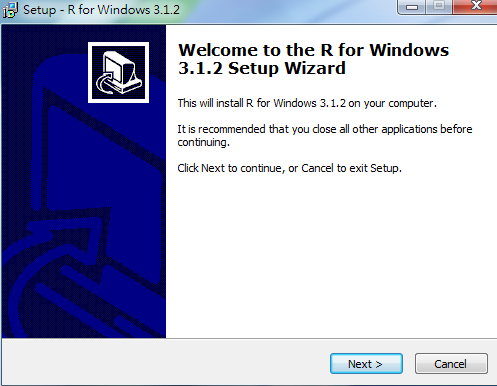 Setup - R for Windows 3.1.2
Welcome to the R for Windows
3.1.2 Setup Wizard
This will install R for Windows 3.1.2 on your computer.
It is recommended that you close all other applications before
continuing.
Click Next to continue, or Cancel to exit Setup.
Next >
Cancel